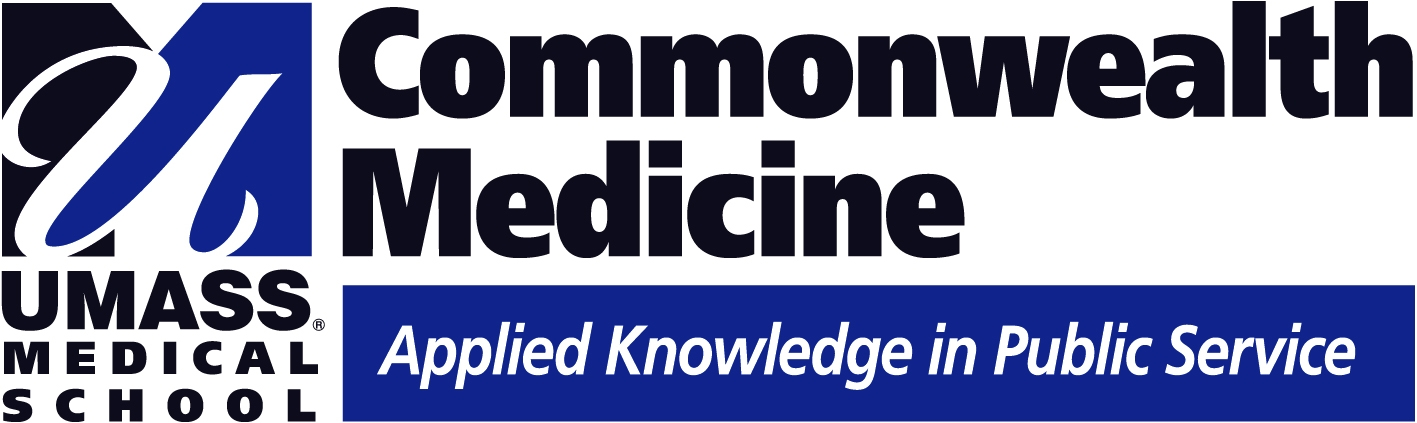 UMASS®
MEDICAL
SCHOOL
Commonwealth
Medicine
Applied Knowledge in Public Service